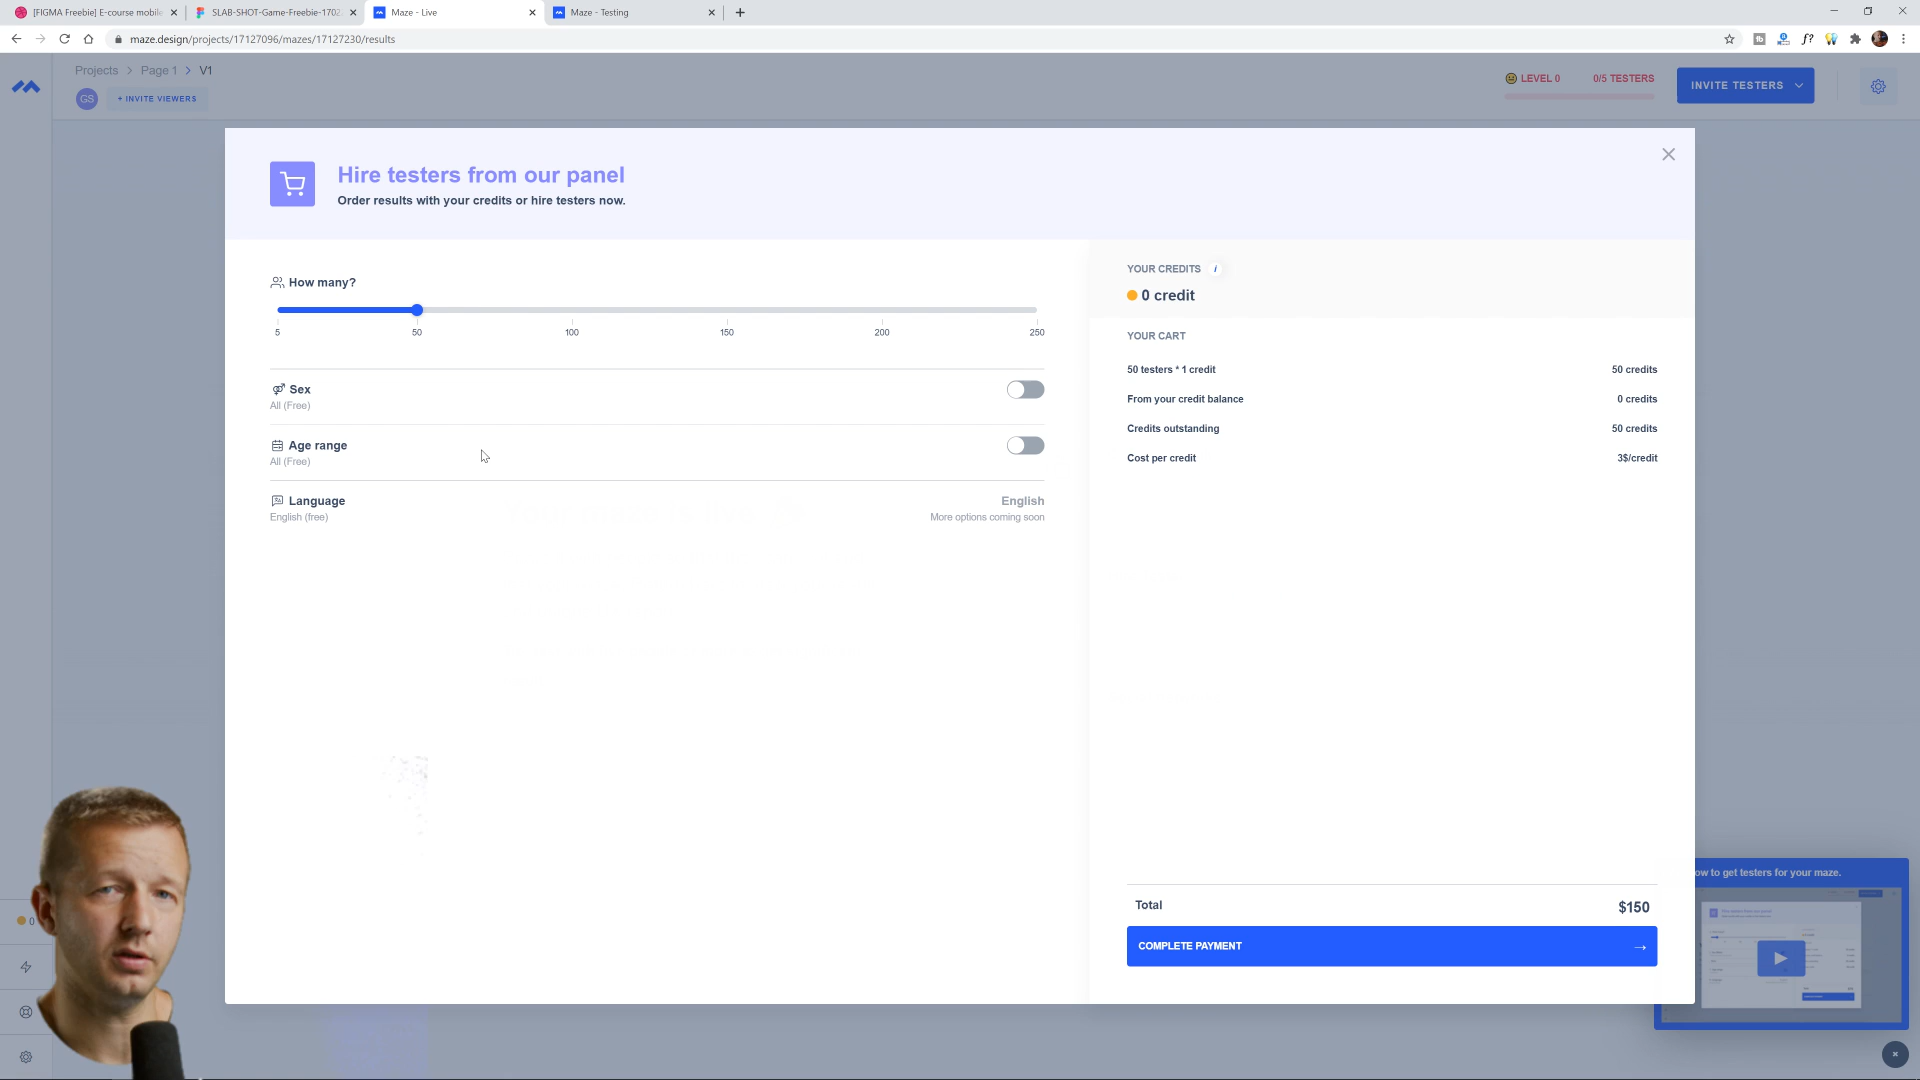 [FIGMA Freebie] E-course mobile
SLAB-SHOT-Game-Freebie-1702
Maze - Live
Maze - Testing
maze.design/projects/17127096/mazes/17127230/results
Projects > Page 1 > V1
GS
+ INVITE VIEWERS
LEVEL 0
0/5 TESTERS
INVITE TESTERS
Hire testers from our panel
Order results with your credits or hire testers now.
How many?
5 50 100 150 200 250
Sex
All (Free)
Age range
All (Free)
Language
English (free)
English
More options coming soon
YOUR CREDITS i
0 credit
YOUR CART
50 testers * 1 credit 50 credits
From your credit balance 0 credits
Credits outstanding 50 credits
Cost per credit 3$/credit
Total $150
COMPLETE PAYMENT →
0
ow to get testers for your maze.